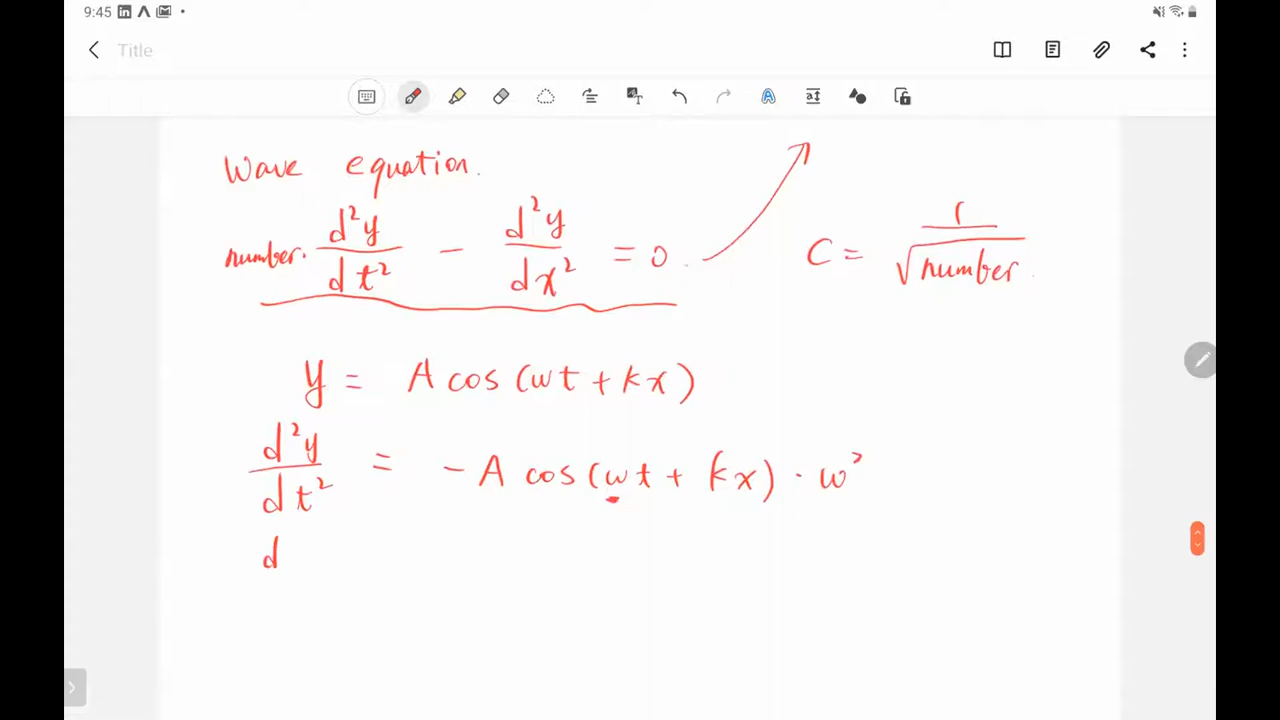 9:45
Title
Wave equation.
number. d²y/dt² - d²y/dx² = 0 . C = 1/√number .
y = A cos (ωt + kx)
d²y/dt² = - A cos (ωt + kx) · ω²
d